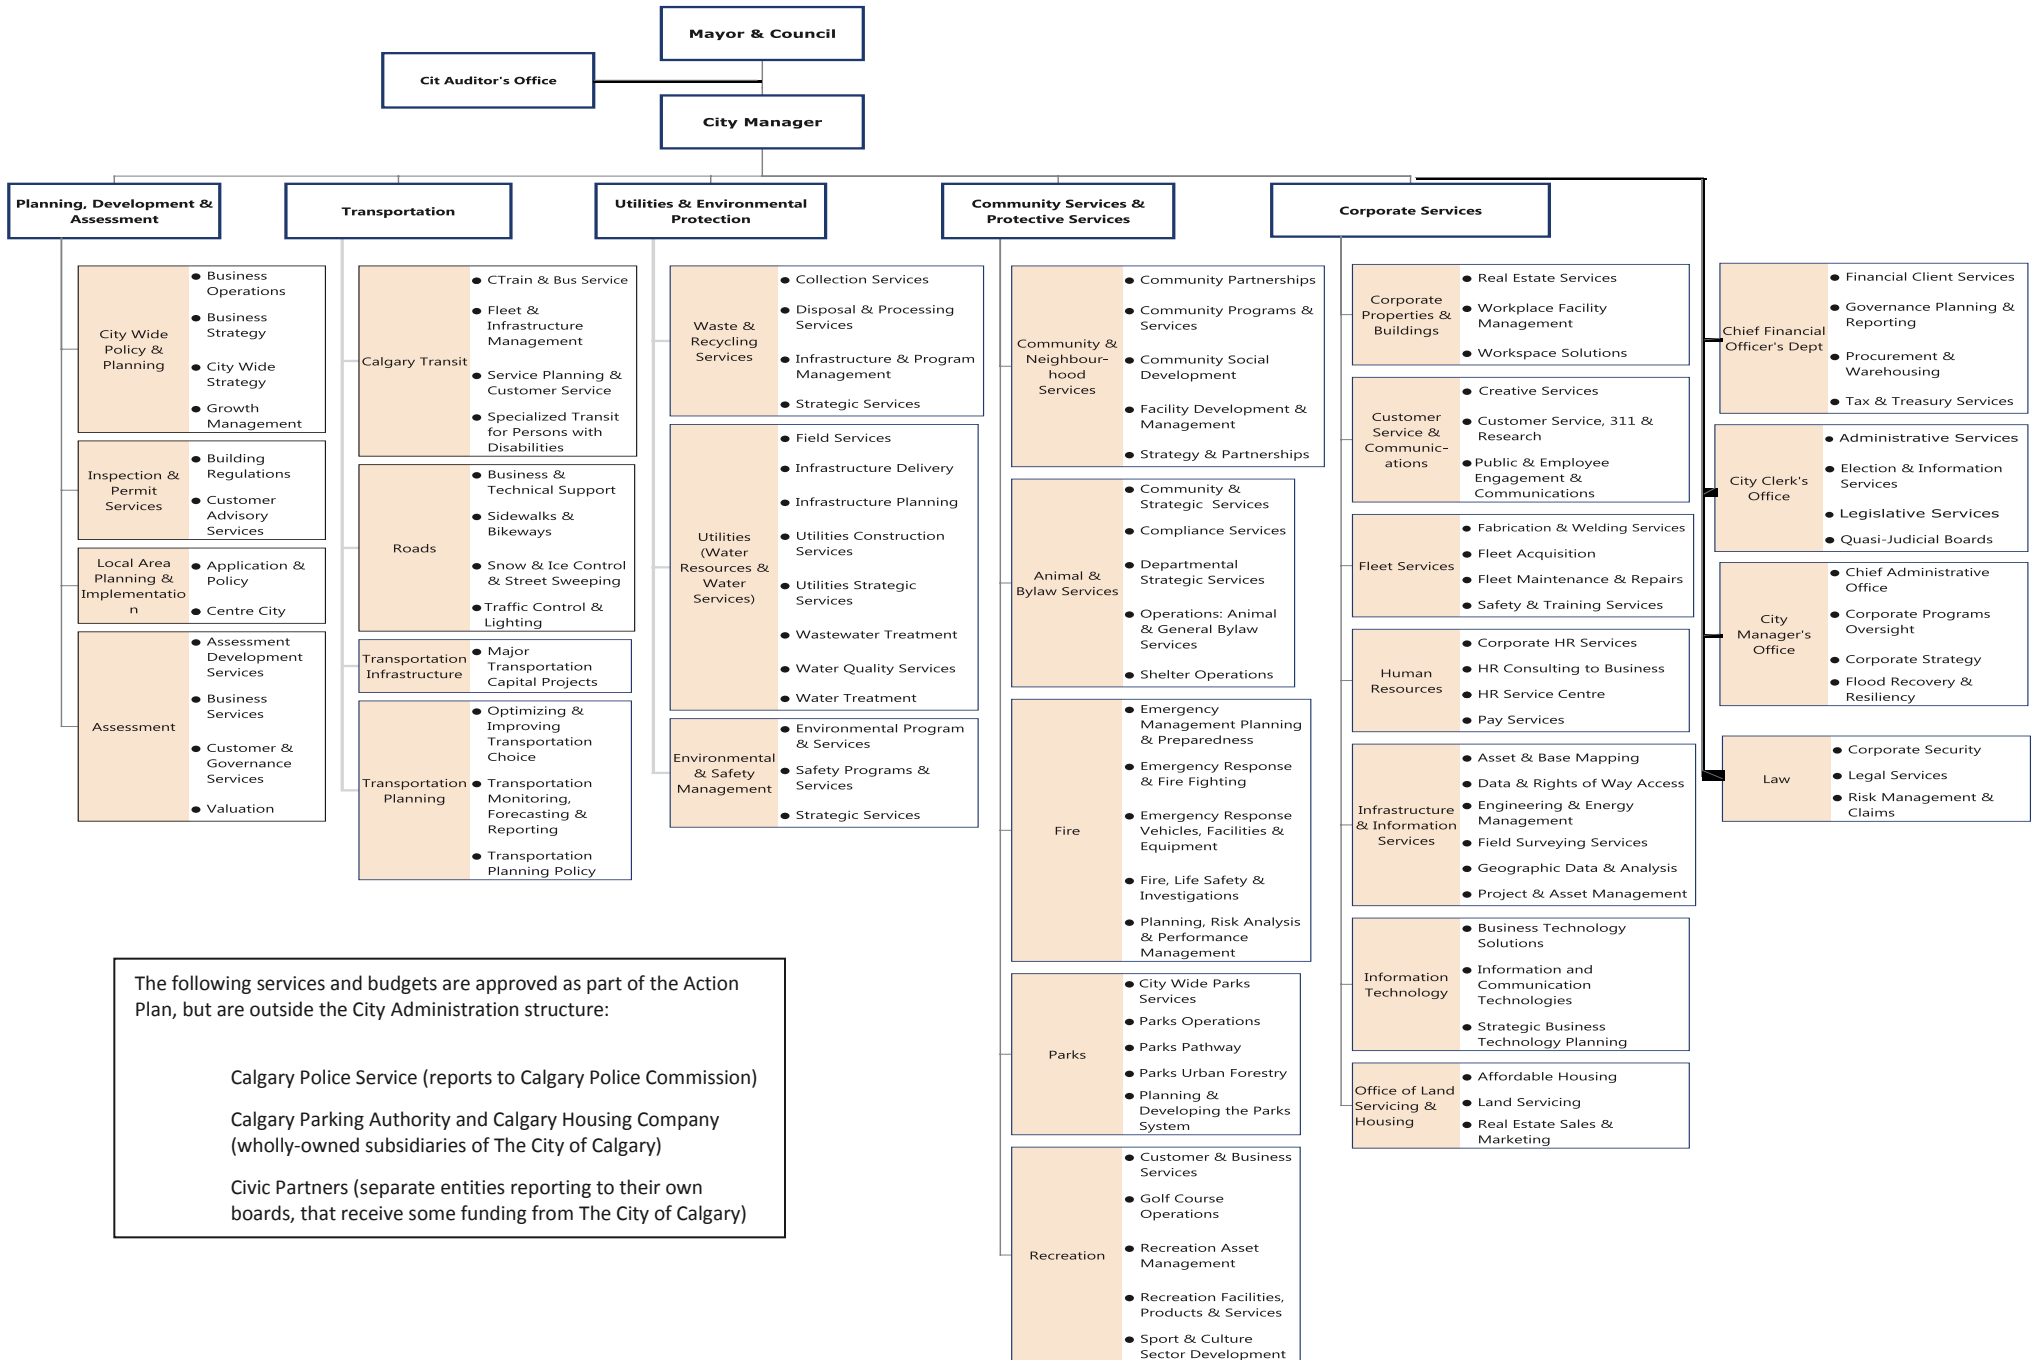 Mayor & Council
Cit Auditor's Office
City Manager
Planning, Development &
Assessment
City Wide
Policy &
Planning
● Business
Operations
● Business
Strategy
● City Wide
Strategy
● Growth
Management
Inspection &
Permit
Services
● Building
Regulations
● Customer
Advisory
Services
Local Area
Planning &
Implementatio
n
● Application &
Policy
● Centre City
Assessment
● Assessment
Development
Services
● Business
Services
● Customer &
Governance
Services
● Valuation
Transportation
Calgary Transit
● CTrain & Bus Service
● Fleet &
Infrastructure
Management
● Service Planning &
Customer Service
● Specialized Transit
for Persons with
Disabilities
Roads
● Business &
Technical Support
● Sidewalks &
Bikeways
● Snow & Ice Control
& Street Sweeping
● Traffic Control &
Lighting
Transportation
Infrastructure
● Major
Transportation
Capital Projects
Transportation
Planning
● Optimizing &
Improving
Transportation
Choice
● Transportation
Monitoring,
Forecasting &
Reporting
● Transportation
Planning Policy
Utilities & Environmental
Protection
Waste &
Recycling
Services
● Collection Services
● Disposal & Processing
Services
● Infrastructure & Program
Management
● Strategic Services
Utilities
(Water
Resources &
Water
Services)
● Field Services
● Infrastructure Delivery
● Infrastructure Planning
● Utilities Construction
Services
● Utilities Strategic
Services
● Wastewater Treatment
● Water Quality Services
● Water Treatment
Environmental
& Safety
Management
● Environmental Program
& Services
● Safety Programs &
Services
● Strategic Services
Community Services &
Protective Services
Community &
Neighbour-
hood
Services
● Community Partnerships
● Community Programs &
Services
● Community Social
Development
● Facility Development &
Management
● Strategy & Partnerships
Animal &
Bylaw Services
● Community &
Strategic Services
● Compliance Services
● Departmental
Strategic Services
● Operations: Animal
& General Bylaw
Services
● Shelter Operations
Fire
● Emergency
Management Planning
& Preparedness
● Emergency Response
& Fire Fighting
● Emergency Response
Vehicles, Facilities &
Equipment
● Fire, Life Safety &
Investigations
● Planning, Risk Analysis
& Performance
Management
Parks
● City Wide Parks
Services
● Parks Operations
● Parks Pathway
● Parks Urban Forestry
● Planning &
Developing the Parks
System
Recreation
● Customer & Business
Services
● Golf Course
Operations
● Recreation Asset
Management
● Recreation Facilities,
Products & Services
● Sport & Culture
Sector Development
Corporate Services
Corporate
Properties &
Buildings
● Real Estate Services
● Workplace Facility
Management
● Workspace Solutions
Customer
Service &
Communic-
ations
● Creative Services
● Customer Service, 311 &
Research
● Public & Employee
Engagement &
Communications
Fleet Services
● Fabrication & Welding Services
● Fleet Acquisition
● Fleet Maintenance & Repairs
● Safety & Training Services
Human
Resources
● Corporate HR Services
● HR Consulting to Business
● HR Service Centre
● Pay Services
Infrastructure
& Information
Services
● Asset & Base Mapping
● Data & Rights of Way Access
● Engineering & Energy
Management
● Field Surveying Services
● Geographic Data & Analysis
● Project & Asset Management
Information
Technology
● Business Technology
Solutions
● Information and
Communication
Technologies
● Strategic Business
Technology Planning
Office of Land
Servicing &
Housing
● Affordable Housing
● Land Servicing
● Real Estate Sales &
Marketing
Chief Financial
Officer's Dept
● Financial Client Services
● Governance Planning &
Reporting
● Procurement &
Warehousing
● Tax & Treasury Services
City Clerk's
Office
● Administrative Services
● Election & Information
Services
● Legislative Services
● Quasi-Judicial Boards
City
Manager's
Office
● Chief Administrative
Office
● Corporate Programs
Oversight
● Corporate Strategy
● Flood Recovery &
Resiliency
Law
● Corporate Security
● Legal Services
● Risk Management &
Claims
The following services and budgets are approved as part of the Action
Plan, but are outside the City Administration structure:
Calgary Police Service (reports to Calgary Police Commission)
Calgary Parking Authority and Calgary Housing Company
(wholly-owned subsidiaries of The City of Calgary)
Civic Partners (separate entities reporting to their own
boards, that receive some funding from The City of Calgary)